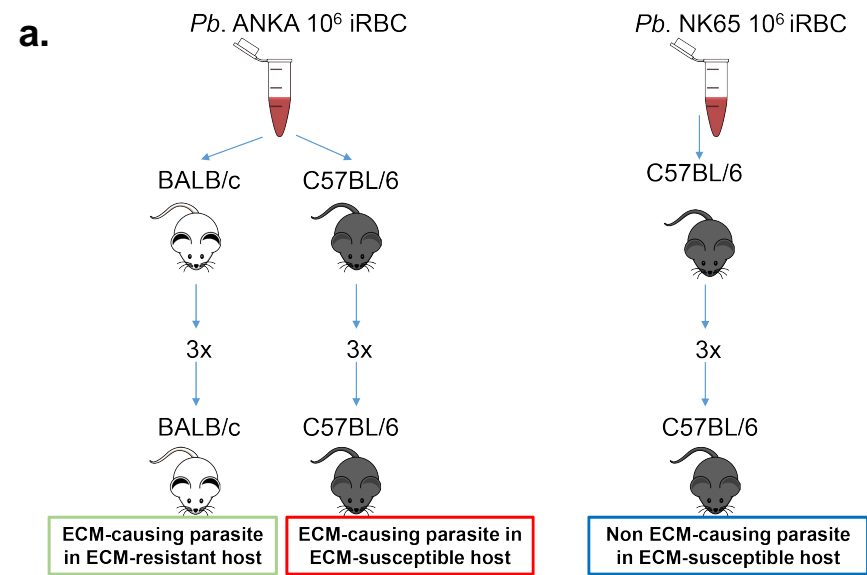 a.
Pb. ANKA 10⁶ iRBC
Pb. NK65 10⁶ iRBC
BALB/c
C57BL/6
C57BL/6
3x
3x
3x
BALB/c
C57BL/6
C57BL/6
ECM-causing parasite
in ECM-resistant host
ECM-causing parasite in
ECM-susceptible host
Non ECM-causing parasite
in ECM-susceptible host